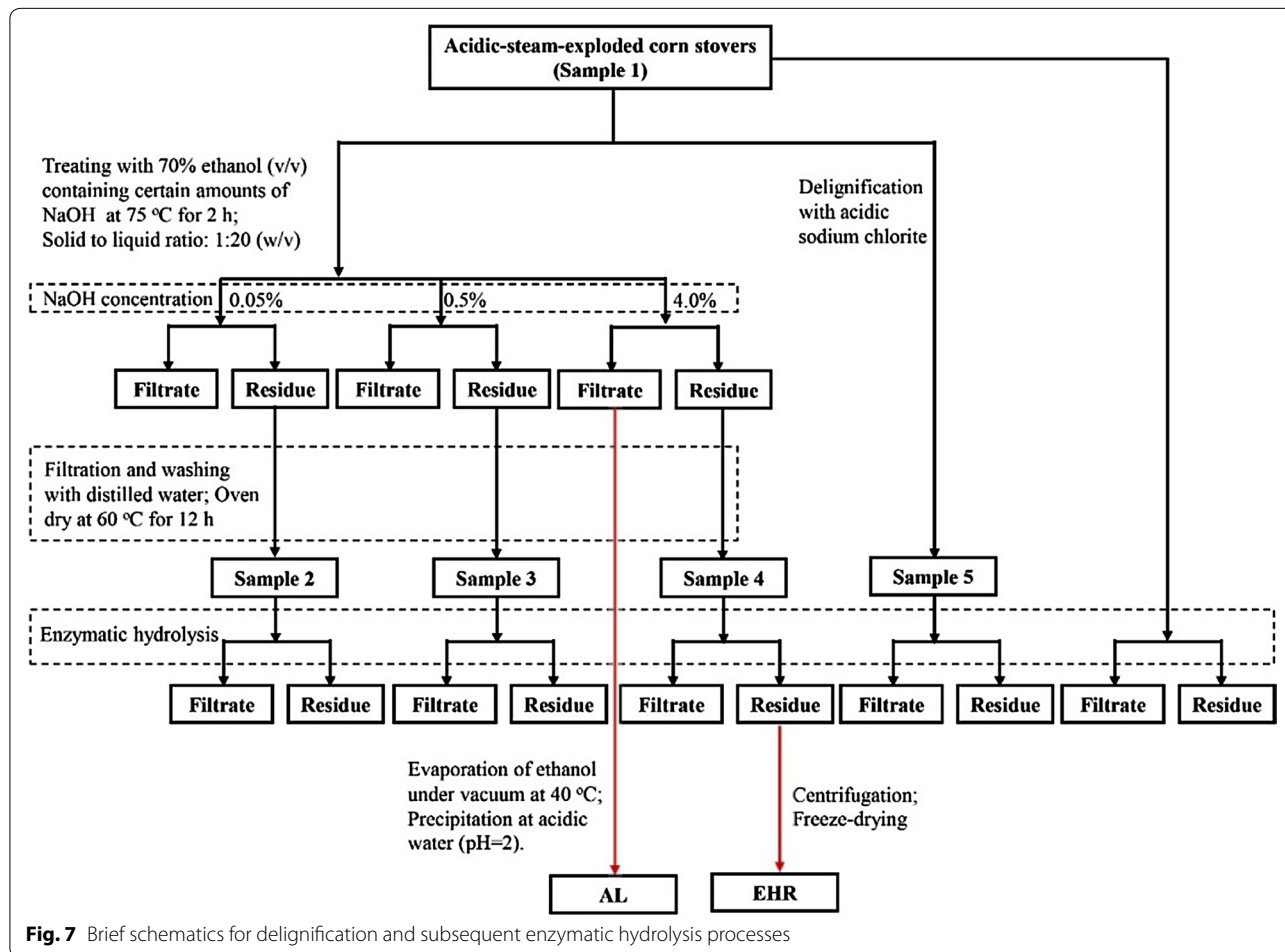 Acidic-steam-exploded corn stovers
(Sample 1)
Treating with 70% ethanol (v/v)
containing certain amounts of
NaOH at 75 °C for 2 h;
Solid to liquid ratio: 1:20 (w/v)
Delignification
with acidic
sodium chlorite
NaOH concentration 0.05% 0.5% 4.0%
Filtrate Residue Filtrate Residue Filtrate Residue
Filtration and washing
with distilled water; Oven
dry at 60 °C for 12 h
Sample 2 Sample 3 Sample 4 Sample 5
Enzymatic hydrolysis
Filtrate Residue Filtrate Residue Filtrate Residue Filtrate Residue Filtrate Residue
Evaporation of ethanol
under vacuum at 40 °C;
Precipitation at acidic
water (pH=2).
Centrifugation;
Freeze-drying
AL EHR
Fig. 7 Brief schematics for delignification and subsequent enzymatic hydrolysis processes